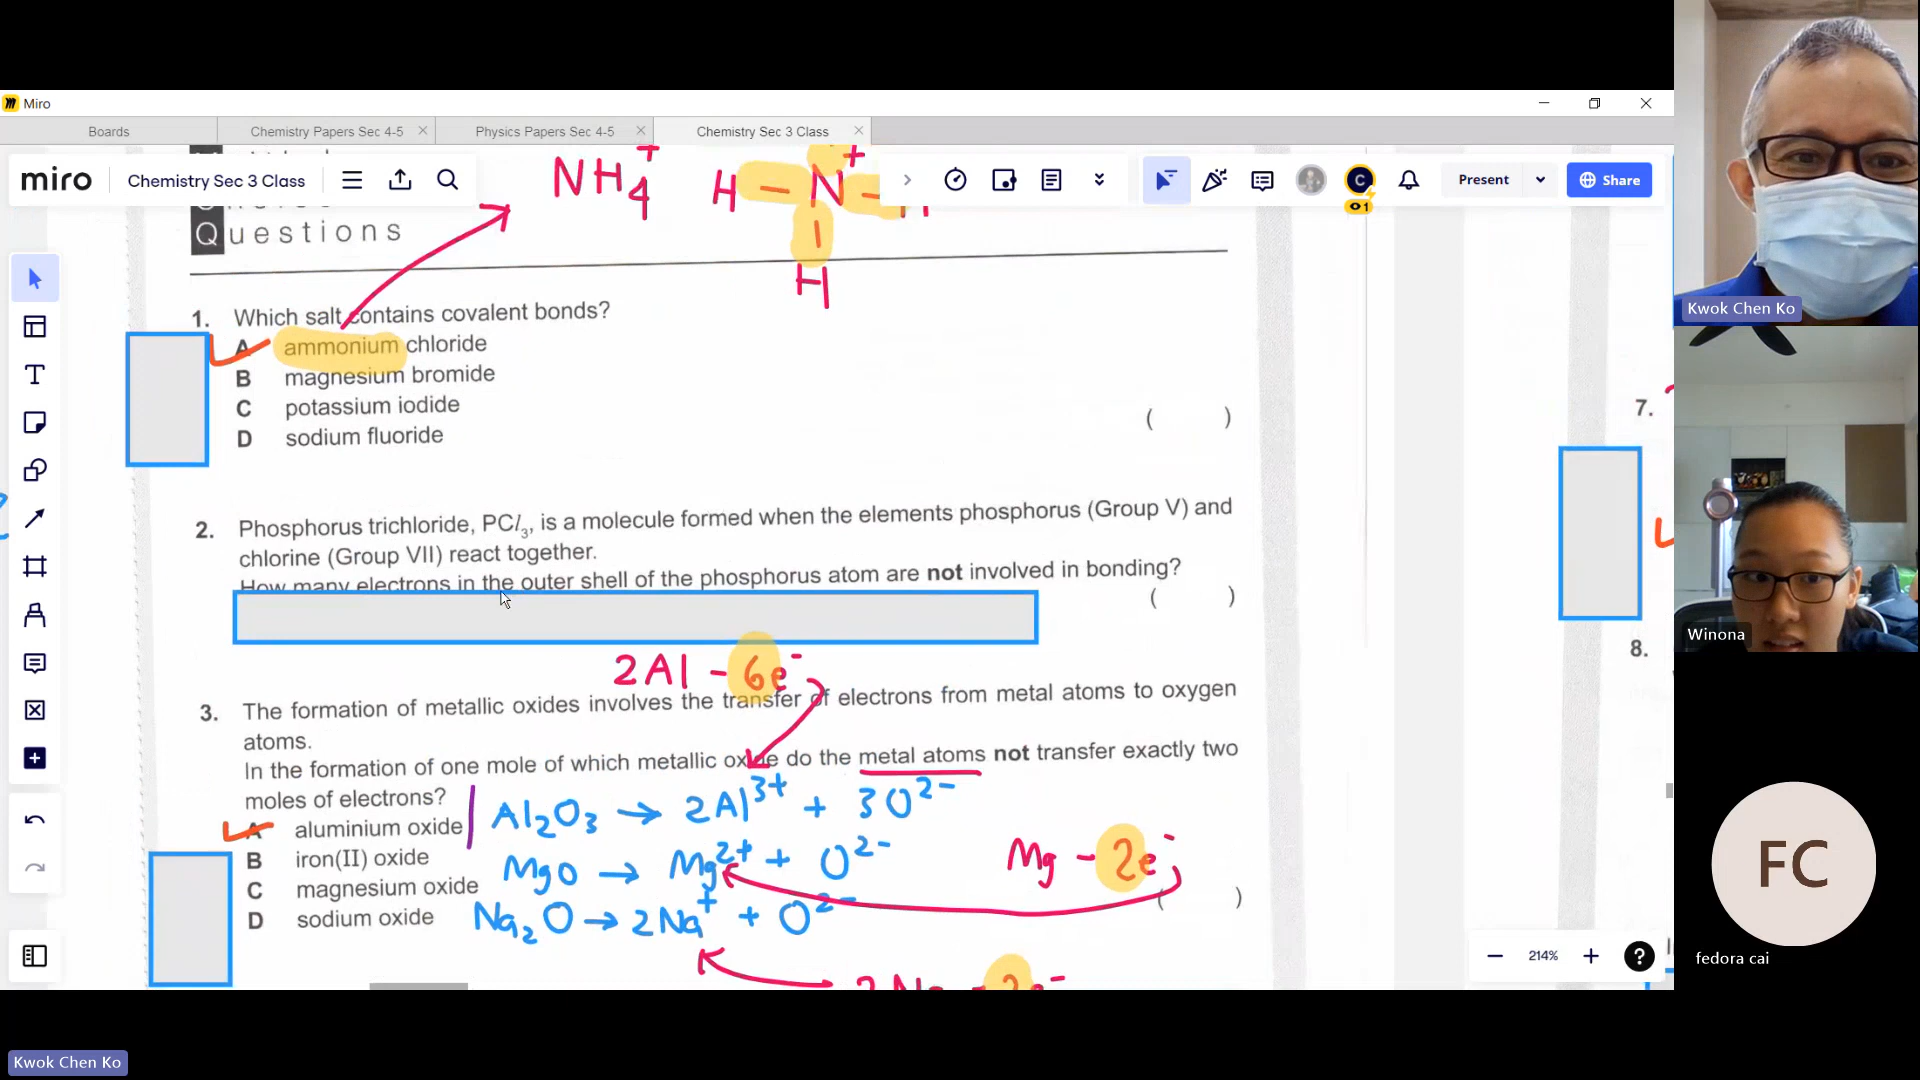 Miro
Boards
Chemistry Papers Sec 4-5
Physics Papers Sec 4-5
Chemistry Sec 3 Class
miro
Chemistry Sec 3 Class
Present
Share
C
1
NH4+
H - N+ - H
H
Questions
1. Which salt contains covalent bonds?
A ammonium chloride
B magnesium bromide
C potassium iodide
D sodium fluoride
( )
2. Phosphorus trichloride, PCl3, is a molecule formed when the elements phosphorus (Group V) and
chlorine (Group VII) react together.
How many electrons in the outer shell of the phosphorus atom are not involved in bonding?
( )
2Al - 6e-
3. The formation of metallic oxides involves the transfer of electrons from metal atoms to oxygen
atoms.
In the formation of one mole of which metallic oxide do the metal atoms not transfer exactly two
moles of electrons?
A aluminium oxide
B iron(II) oxide
C magnesium oxide
D sodium oxide
( )
Al2O3 → 2Al3+ + 3O2-
MgO → Mg2+ + O2-
Mg - 2e-
Na2O → 2Na+ + O2-
2Na - 2e-
7.
8.
214%
?
Kwok Chen Ko
Winona
FC
fedora cai
Kwok Chen Ko